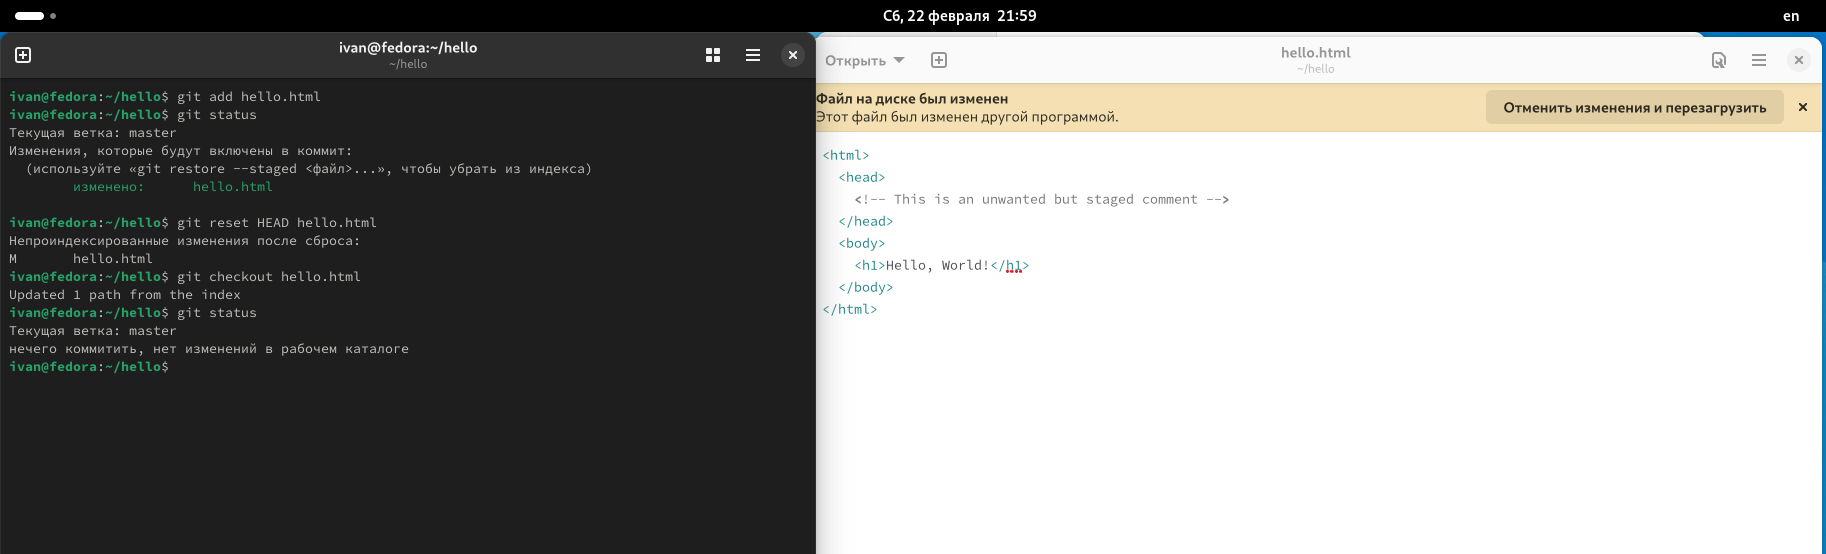 Сб, 22 февраля 21:59
en
ivan@fedora:~/hello
~/hello
ivan@fedora:~/hello$ git add hello.html
ivan@fedora:~/hello$ git status
Текущая ветка: master
Изменения, которые будут включены в коммит:
  (используйте «git restore --staged <файл>...», чтобы убрать из индекса)
        изменено:      hello.html
ivan@fedora:~/hello$ git reset HEAD hello.html
Непроиндексированные изменения после сброса:
M       hello.html
ivan@fedora:~/hello$ git checkout hello.html
Updated 1 path from the index
ivan@fedora:~/hello$ git status
Текущая ветка: master
нечего коммитить, нет изменений в рабочем каталоге
ivan@fedora:~/hello$
Открыть
hello.html
~/hello
Файл на диске был изменен
Этот файл был изменен другой программой.
Отменить изменения и перезагрузить
<html>
  <head>
    <!-- This is an unwanted but staged comment -->
  </head>
  <body>
    <h1>Hello, World!</h1>
  </body>
</html>